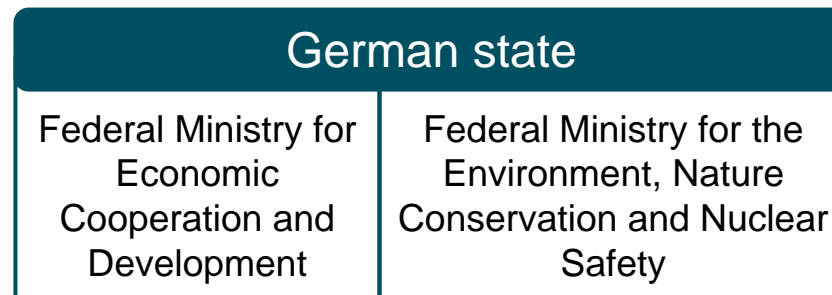 German state
Federal Ministry for
Economic
Cooperation and
Development
Federal Ministry for the
Environment, Nature
Conservation and Nuclear
Safety